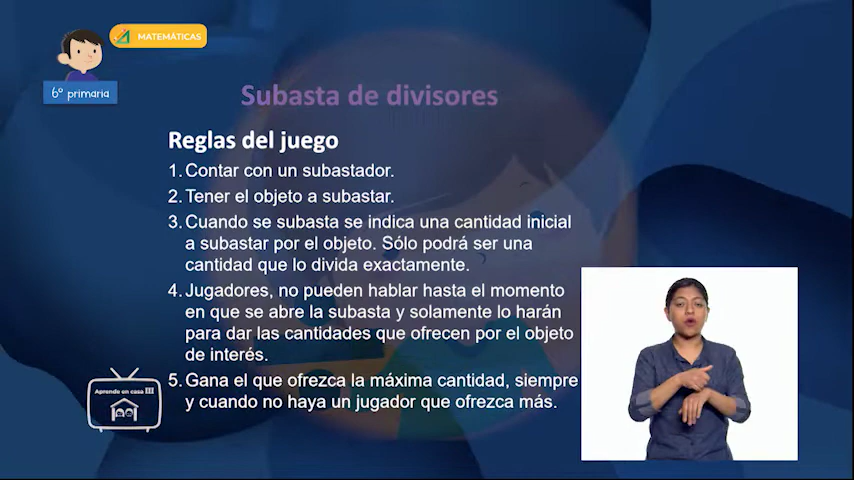 MATEMÁTICAS
6° primaria
Subasta de divisores
Reglas del juego
1. Contar con un subastador.
2. Tener el objeto a subastar.
3. Cuando se subasta se indica una cantidad inicial
a subastar por el objeto. Sólo podrá ser una
cantidad que lo divida exactamente.
4. Jugadores, no pueden hablar hasta el momento
en que se abre la subasta y solamente lo harán
para dar las cantidades que ofrecen por el objeto
de interés.
5. Gana el que ofrezca la máxima cantidad, siempre
y cuando no haya un jugador que ofrezca más.
Aprende en casa III